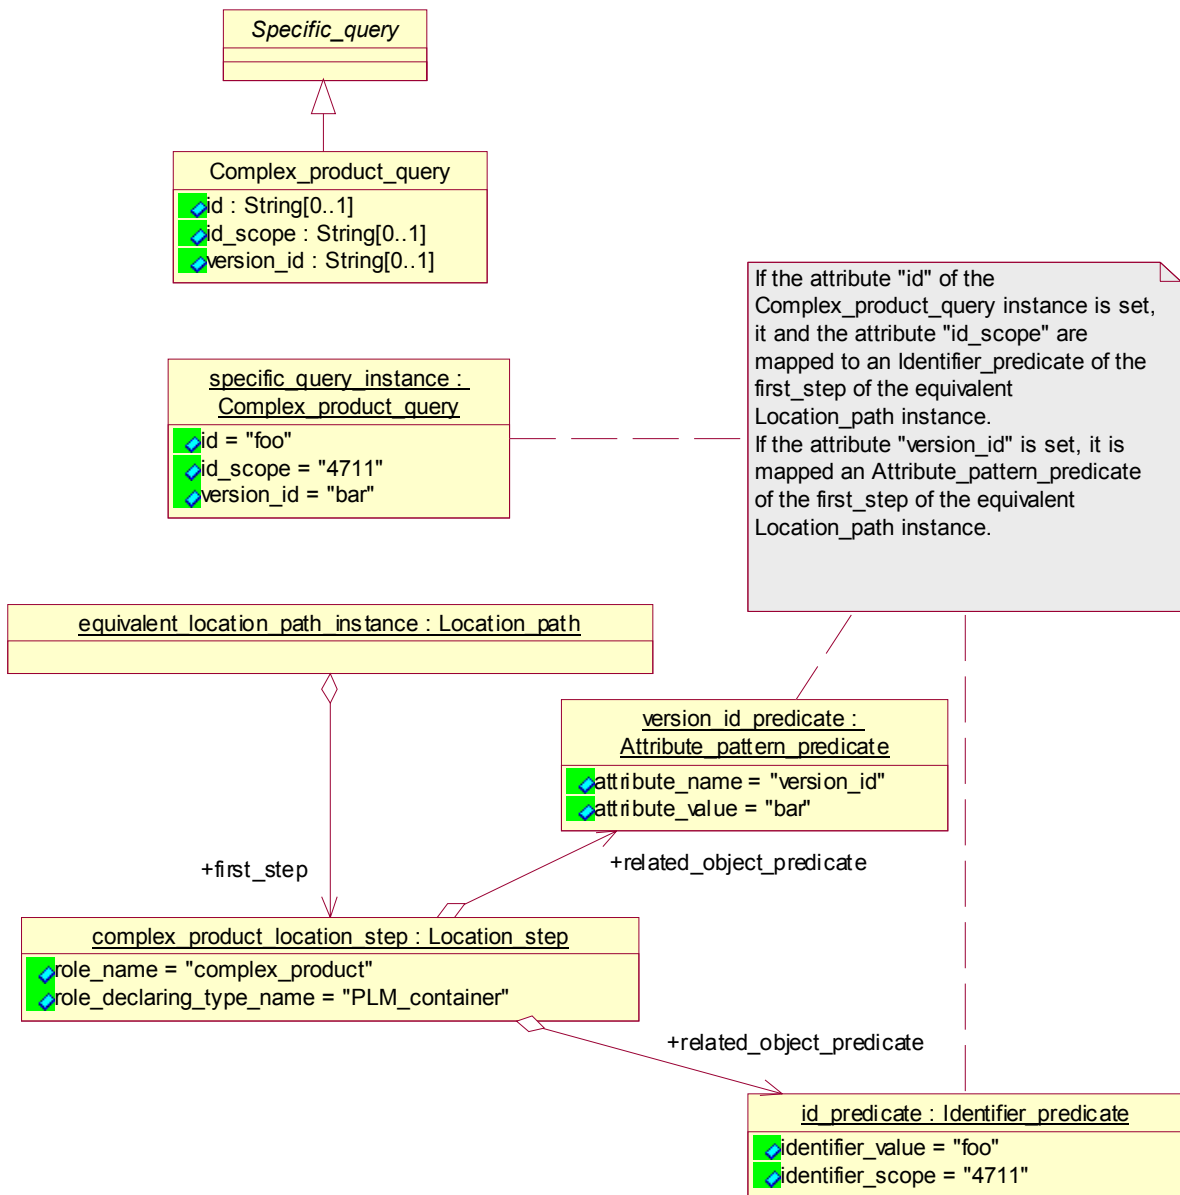 Specific_query
Complex_product_query
id : String[0..1]
id_scope : String[0..1]
version_id : String[0..1]
If the attribute "id" of the
Complex_product_query instance is set,
it and the attribute "id_scope" are
mapped to an Identifier_predicate of the
first_step of the equivalent
Location_path instance.
If the attribute "version_id" is set, it is
mapped an Attribute_pattern_predicate
of the first_step of the equivalent
Location_path instance.
specific_query_instance :
Complex_product_query
id = "foo"
id_scope = "4711"
version_id = "bar"
equivalent_location_path_instance : Location_path
version_id_predicate :
Attribute_pattern_predicate
attribute_name = "version_id"
attribute_value = "bar"
+first_step
+related_object_predicate
complex_product_location_step : Location_step
role_name = "complex_product"
role_declaring_type_name = "PLM_container"
+related_object_predicate
id_predicate : Identifier_predicate
identifier_value = "foo"
identifier_scope = "4711"